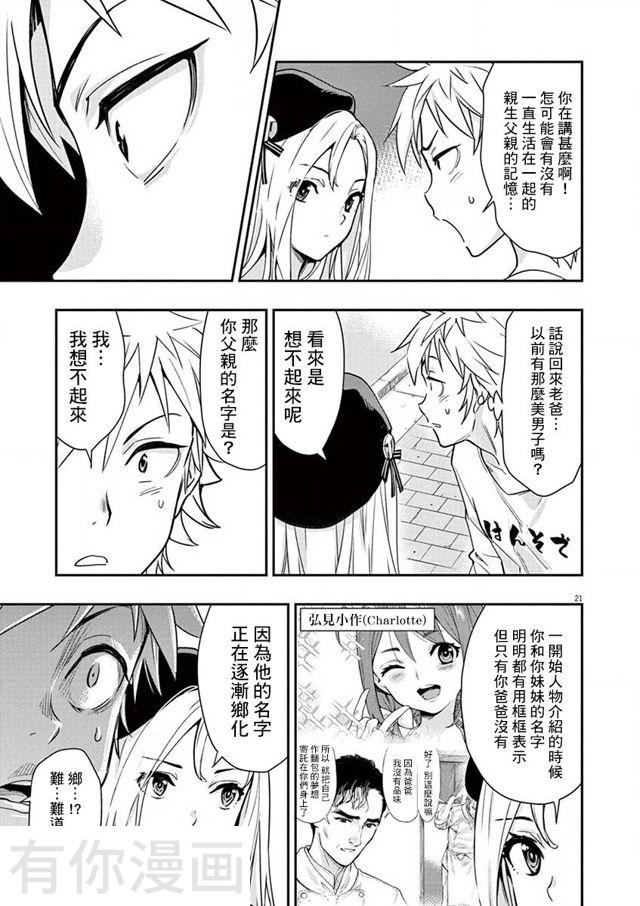 你在講甚麼啊！
怎可能會有沒有
一直生活在一起的
親生父親的記憶…
話說回來老爸…
以前有那麼美男子嗎？
はんそで
看來是
想不起來呢
那麼
你父親的名字是？
我…
我想不起來
21
一開始人物介紹的時候
你和你妹妹的名字
明明都有用框框表示
但只有你爸爸沒有
弘見小作(Charlotte)
好了 別這麼說嘛
因為爸爸
我沒有品味
所以 就把自己
作麵包的夢想
寄託在你們身上了
因為他的名字
正在逐漸鄉化
鄉…!?
難…難道
有你漫画